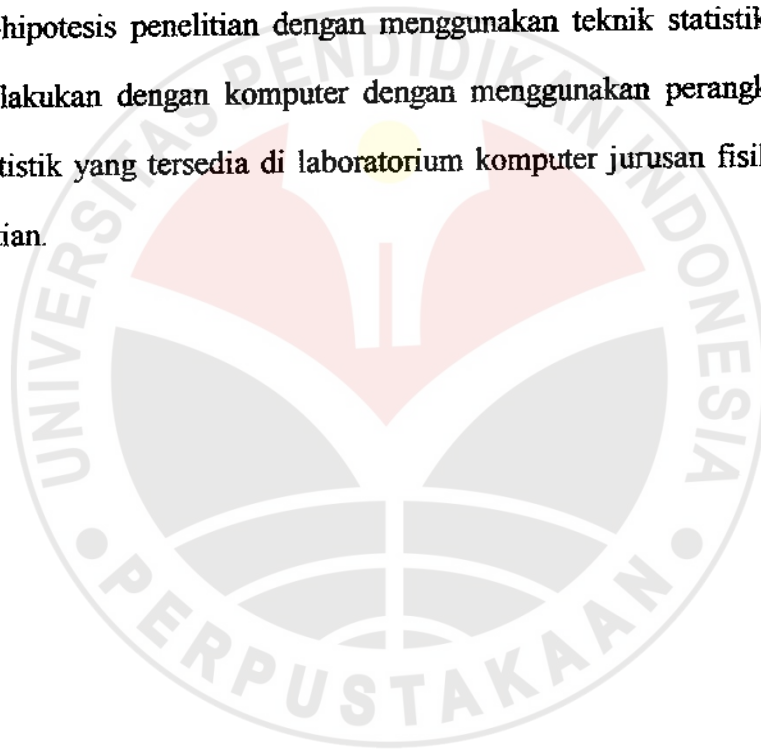 -hipotesis penelitian dengan menggunakan teknik statistik
lakukan dengan komputer dengan menggunakan perangk
tistik yang tersedia di laboratorium komputer jurusan fisik
ian.
UNIVERSITAS PENDIDIKAN INDONESIA
PERPUSTAKAAN